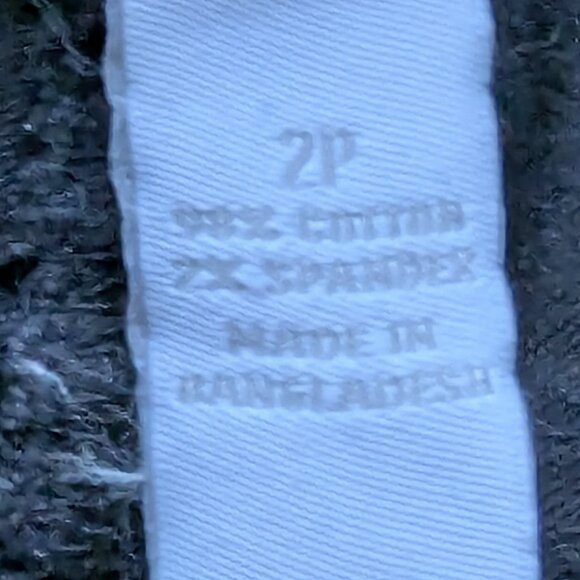 2P
98% COTTON
2% SPANDEX
MADE IN
BANGLADESH